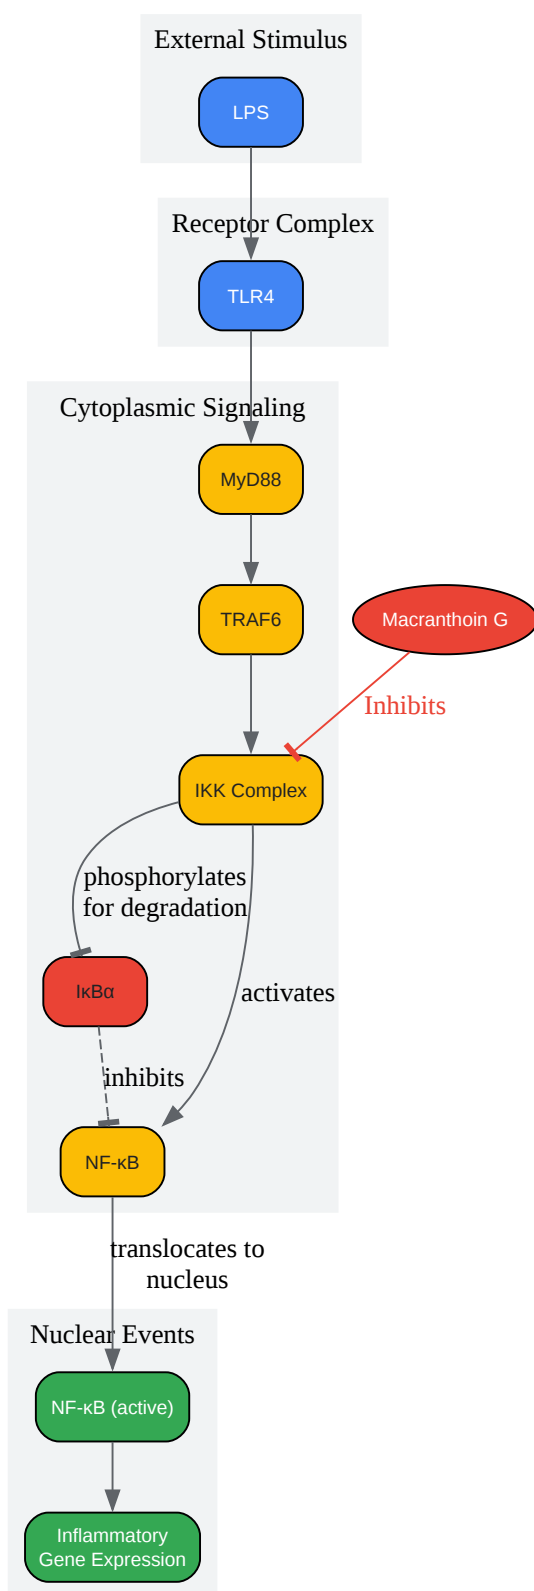 External Stimulus
LPS
Receptor Complex
TLR4
Cytoplasmic Signaling
MyD88
TRAF6
Macranthoin G
Inhibits
IKK Complex
phosphorylates
for degradation
IκBα
activates
inhibits
NF-κB
translocates to
nucleus
Nuclear Events
NF-κB (active)
Inflammatory
Gene Expression